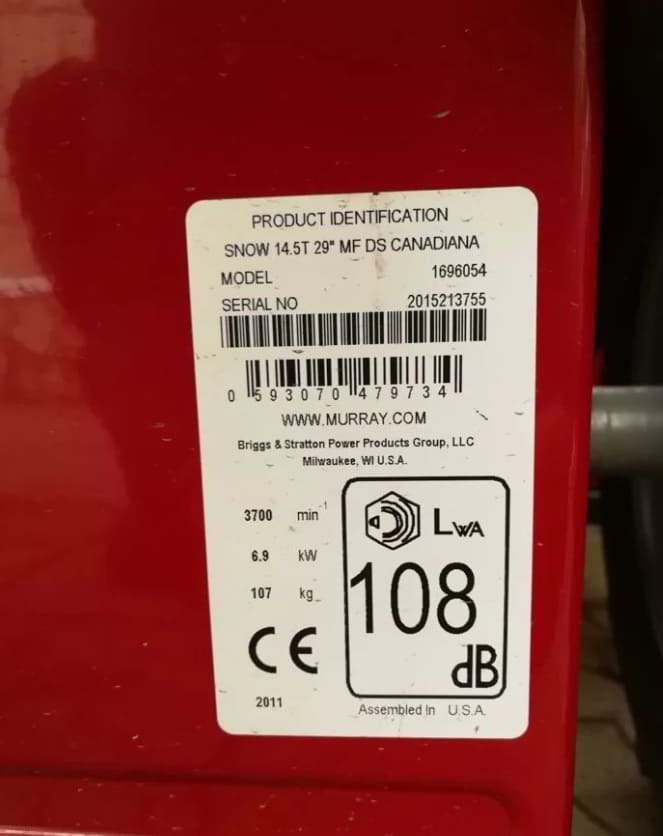 PRODUCT IDENTIFICATION
SNOW 14.5T 29" MF DS CANADIANA
MODEL 1696054
SERIAL NO 2015213755
0 593070 479734
WWW.MURRAY.COM
Briggs & Stratton Power Products Group, LLC
Milwaukee, WI U.S.A.
3700 min-1
6.9 kW
107 kg
CE
2011
LWA
108
dB
Assembled in U.S.A.